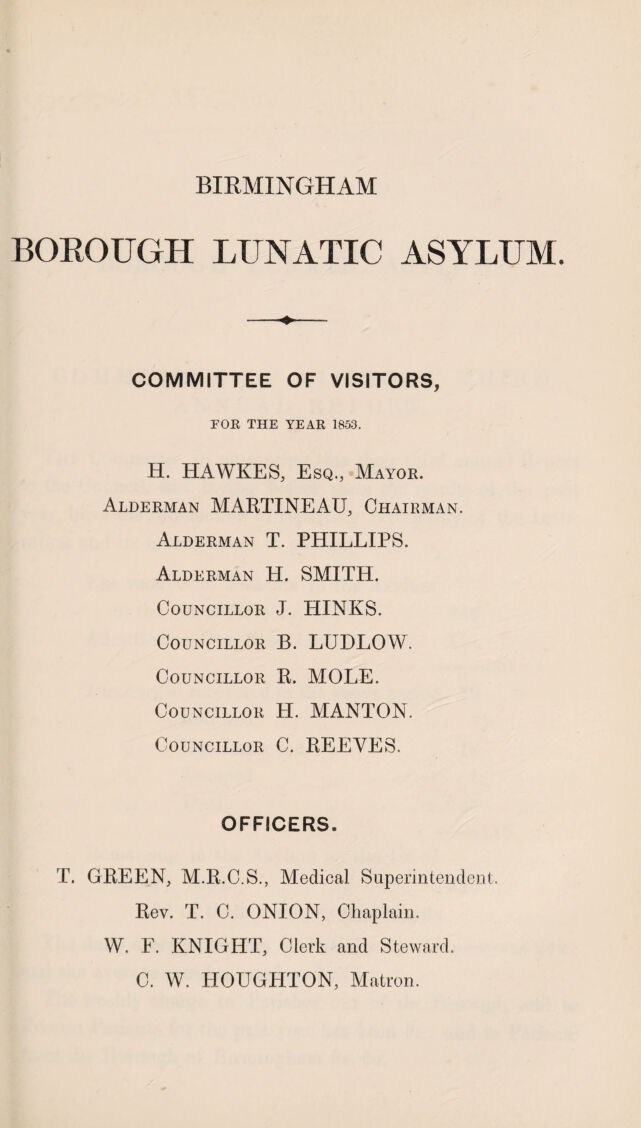 BIRMINGHAM
BOROUGH LUNATIC ASYLUM.
COMMITTEE OF VISITORS,
FOR THE YEAR 1853.
H. HAWKES, Esq., Mayor.
Alderman MARTINEAU, Chairman.
Alderman T. PHILLIPS.
Alderman H. SMITH.
Councillor J. HINKS.
Councillor B. LUDLOW.
Councillor R. MOLE.
Councillor H. MANTON.
Councillor C. REEVES.
OFFICERS.
T. GREEN, M.R.C.S., Medical Superintendent.
Rev. T. C. ONION, Chaplain.
W. F. KNIGHT, Clerk and Steward.
C. W. HOUGHTON, Matron.